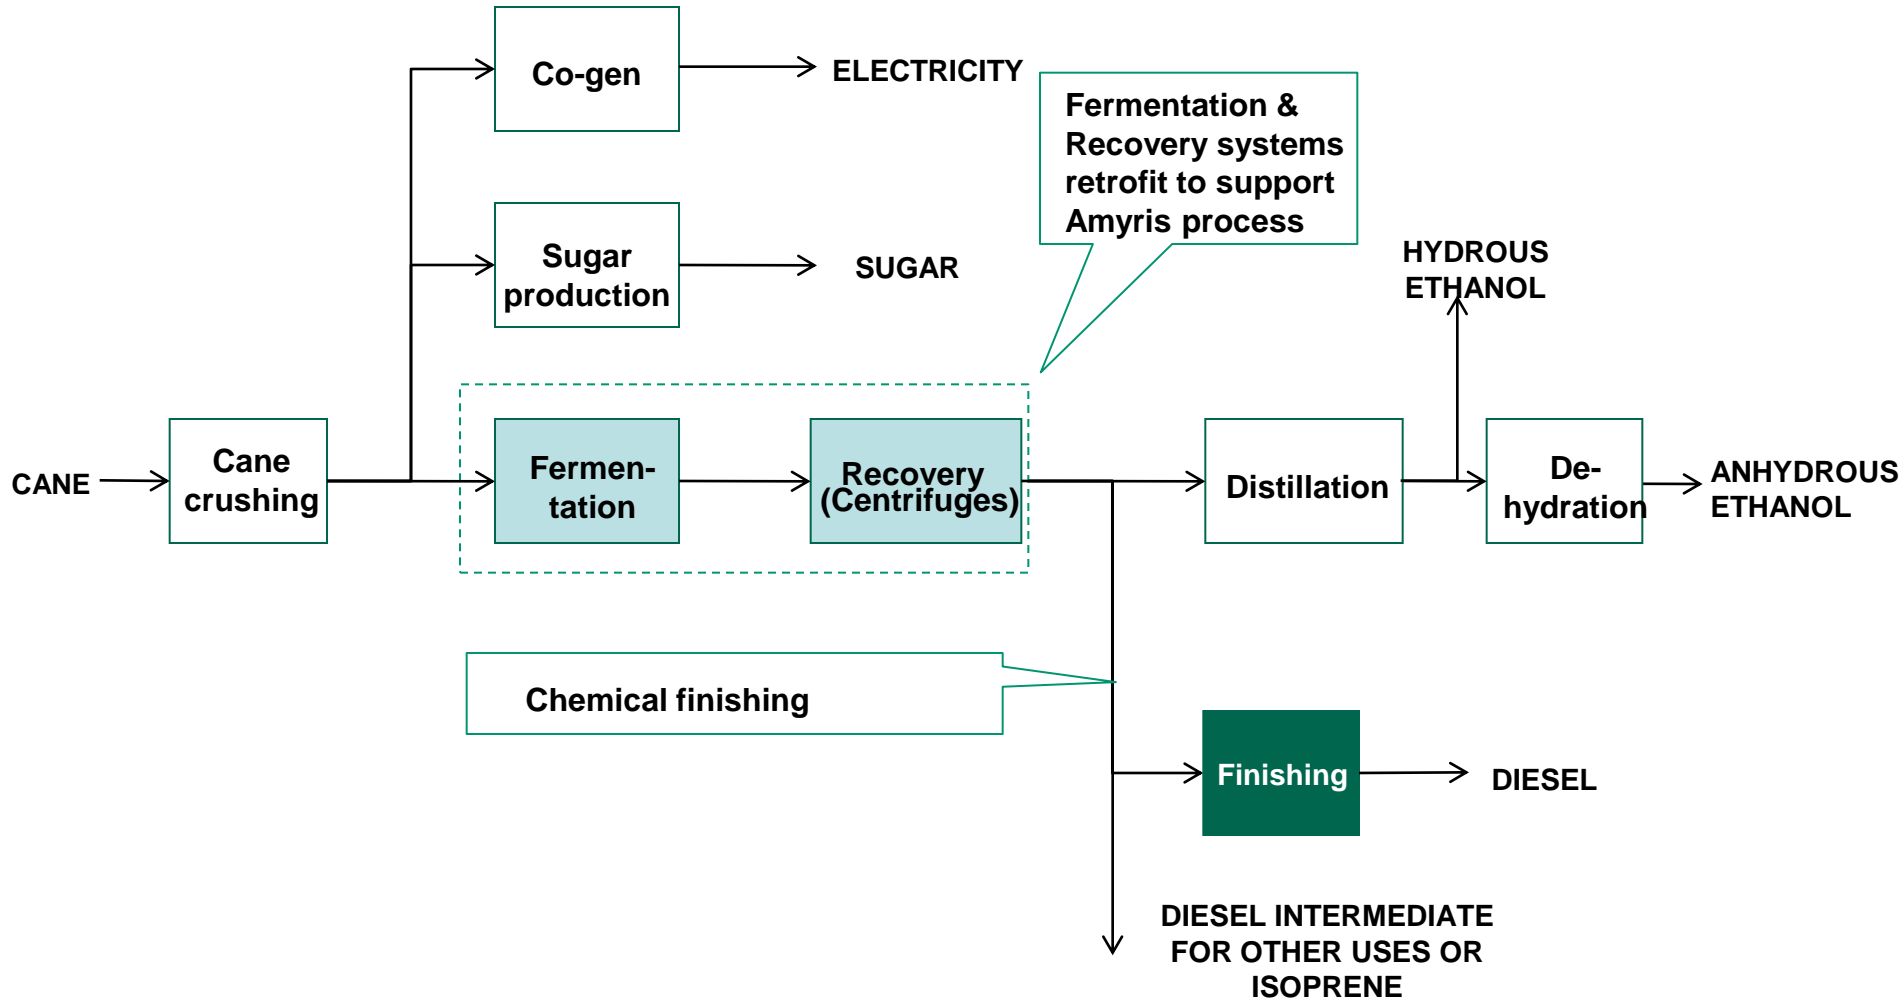 Co-gen
ELECTRICITY
Fermentation &
Recovery systems
retrofit to support
Amyris process
Sugar
production
SUGAR
HYDROUS
ETHANOL
CANE
Cane
crushing
Fermen-
tation
Recovery
(Centrifuges)
Distillation
De-
hydration
ANHYDROUS
ETHANOL
Chemical finishing
Finishing
DIESEL
DIESEL INTERMEDIATE
FOR OTHER USES OR
ISOPRENE